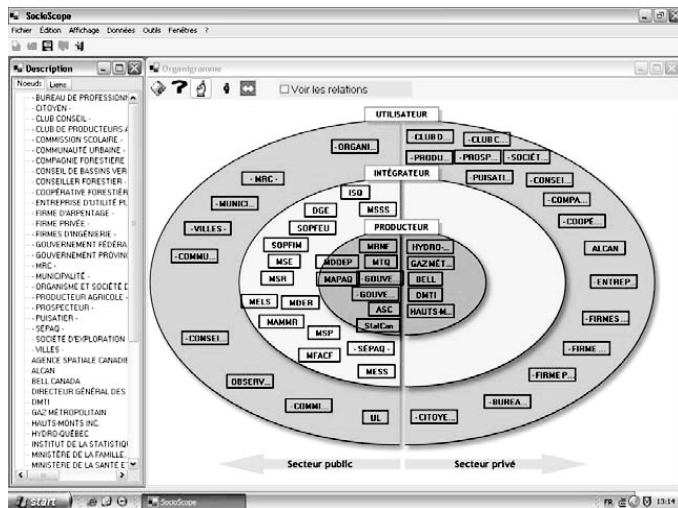 SocioScope
Fichier Édition Affichage Données Outils Fenêtres ?
Description
Noeuds Liens
- BUREAU DE PROFESSIONN
- CITOYEN -
- CLUB CONSEIL -
- CLUB DE PRODUCTEURS A
- COMMISSION SCOLAIRE -
- COMMUNAUTÉ URBAINE -
- COMPAGNIE FORESTIÈRE
- CONSEIL DE BASSINS VER
- CONSEILLER FORESTIER -
- COOPÉRATIVE FORESTIÈR
- ENTREPRISE D'UTILITÉ PU
- FIRME D'ARPENTAGE -
- FIRME PRIVÉE -
- FIRMES D'INGÉNIERIE -
- GOUVERNEMENT FÉDÉRA
- GOUVERNEMENT PROVINC
- MRC -
- MUNICIPALITÉ -
- ORGANISME ET SOCIÉTÉ D
- PRODUCTEUR AGRICOLE -
- PROSPECTEUR -
- PUISATIER -
- SÉPAQ -
- SOCIÉTÉ D'EXPLORATION
- VILLES -
AGENCE SPATIALE CANADIE
ALCAN
BELL CANADA
DIRECTEUR GÉNÉRAL DES
DMTI
GAZ MÉTROPOLITAIN
HAUTS-MONTS INC.
HYDRO-QUÉBEC
INSTITUT DE LA STATISTIQU
MINISTÈRE DE LA FAMILLE,
MINISTÈRE DE LA SANTÉ ET
Organigramme
Voir les relations
UTILISATEUR
- ORGANI...
- CLUB D...
- CLUB C...
- PRODU...
- PROSP...
- SOCIÉT...
INTÉGRATEUR
- PUISATI...
- CONSEI...
- MRC -
ISQ
- COMPA...
- MUNICI...
DGE
MSSS
- COOPÉ...
- VILLES -
SOPFEU
PRODUCTEUR
SOPFIM
MRNF
HYDRO-...
ALCAN
- COMMU...
MSE
MDDEP
MTQ
GAZ MÉT...
MSR
MAPAQ
- GOUVE...
BELL
- ENTREP...
- GOUVE...
DMTI
MELS
MDER
ASC
HAUTS-M...
- FIRMES ...
MAMMR
StatCan
- CONSEI...
MSP
- SÉPAQ -
- FIRME ...
MFACF
MESS
- FIRME P...
OBSERV...
- BUREA...
- COMMI...
UL
- CITOYE...
Secteur public
Secteur privé
start
SocioScope
FR
13:14